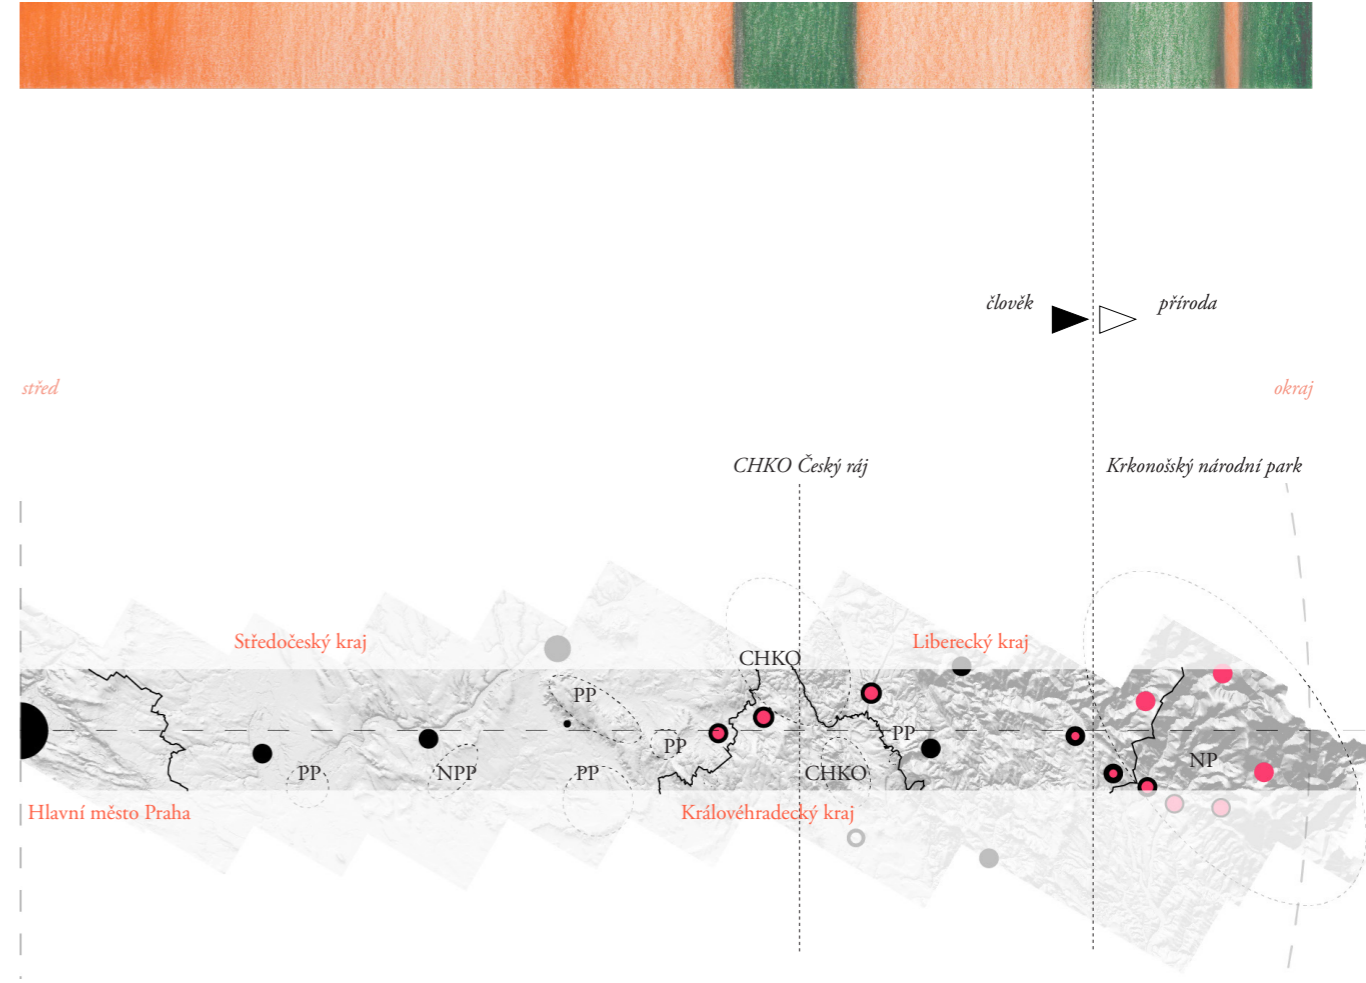 člověk
příroda
střed
okraj
CHKO Český ráj
Krkonošský národní park
Středočeský kraj
Liberecký kraj
CHKO
PP
PP
PP
NP
PP
NPP
PP
CHKO
Hlavní město Praha
Královéhradecký kraj